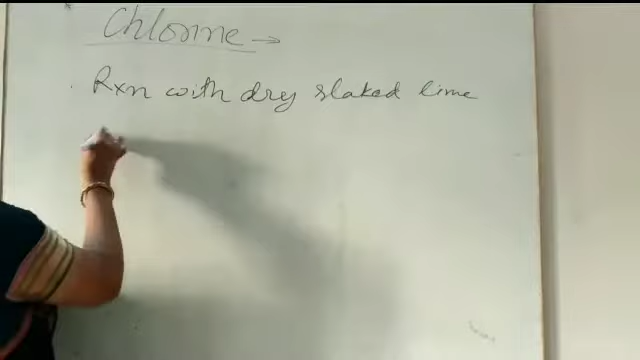 Chlorine →
Rxn with dry slaked lime